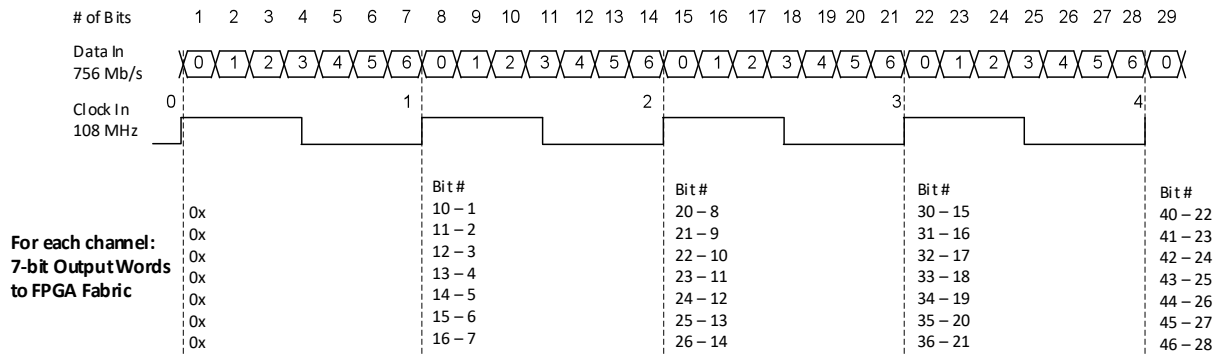 # of Bits 1 2 3 4 5 6 7 8 9 10 11 12 13 14 15 16 17 18 19 20 21 22 23 24 25 26 27 28 29
Data In
756 Mb/s
0 1 2 3 4 5 6 0 1 2 3 4 5 6 0 1 2 3 4 5 6 0 1 2 3 4 5 6 0
Clock In
108 MHz
0 1 2 3 4
For each channel:
7-bit Output Words
to FPGA Fabric
0x
0x
0x
0x
0x
0x
0x
Bit #
10 – 1
11 – 2
12 – 3
13 – 4
14 – 5
15 – 6
16 – 7
Bit #
20 – 8
21 – 9
22 – 10
23 – 11
24 – 12
25 – 13
26 – 14
Bit #
30 – 15
31 – 16
32 – 17
33 – 18
34 – 19
35 – 20
36 – 21
Bit #
40 – 22
41 – 23
42 – 24
43 – 25
44 – 26
45 – 27
46 – 28